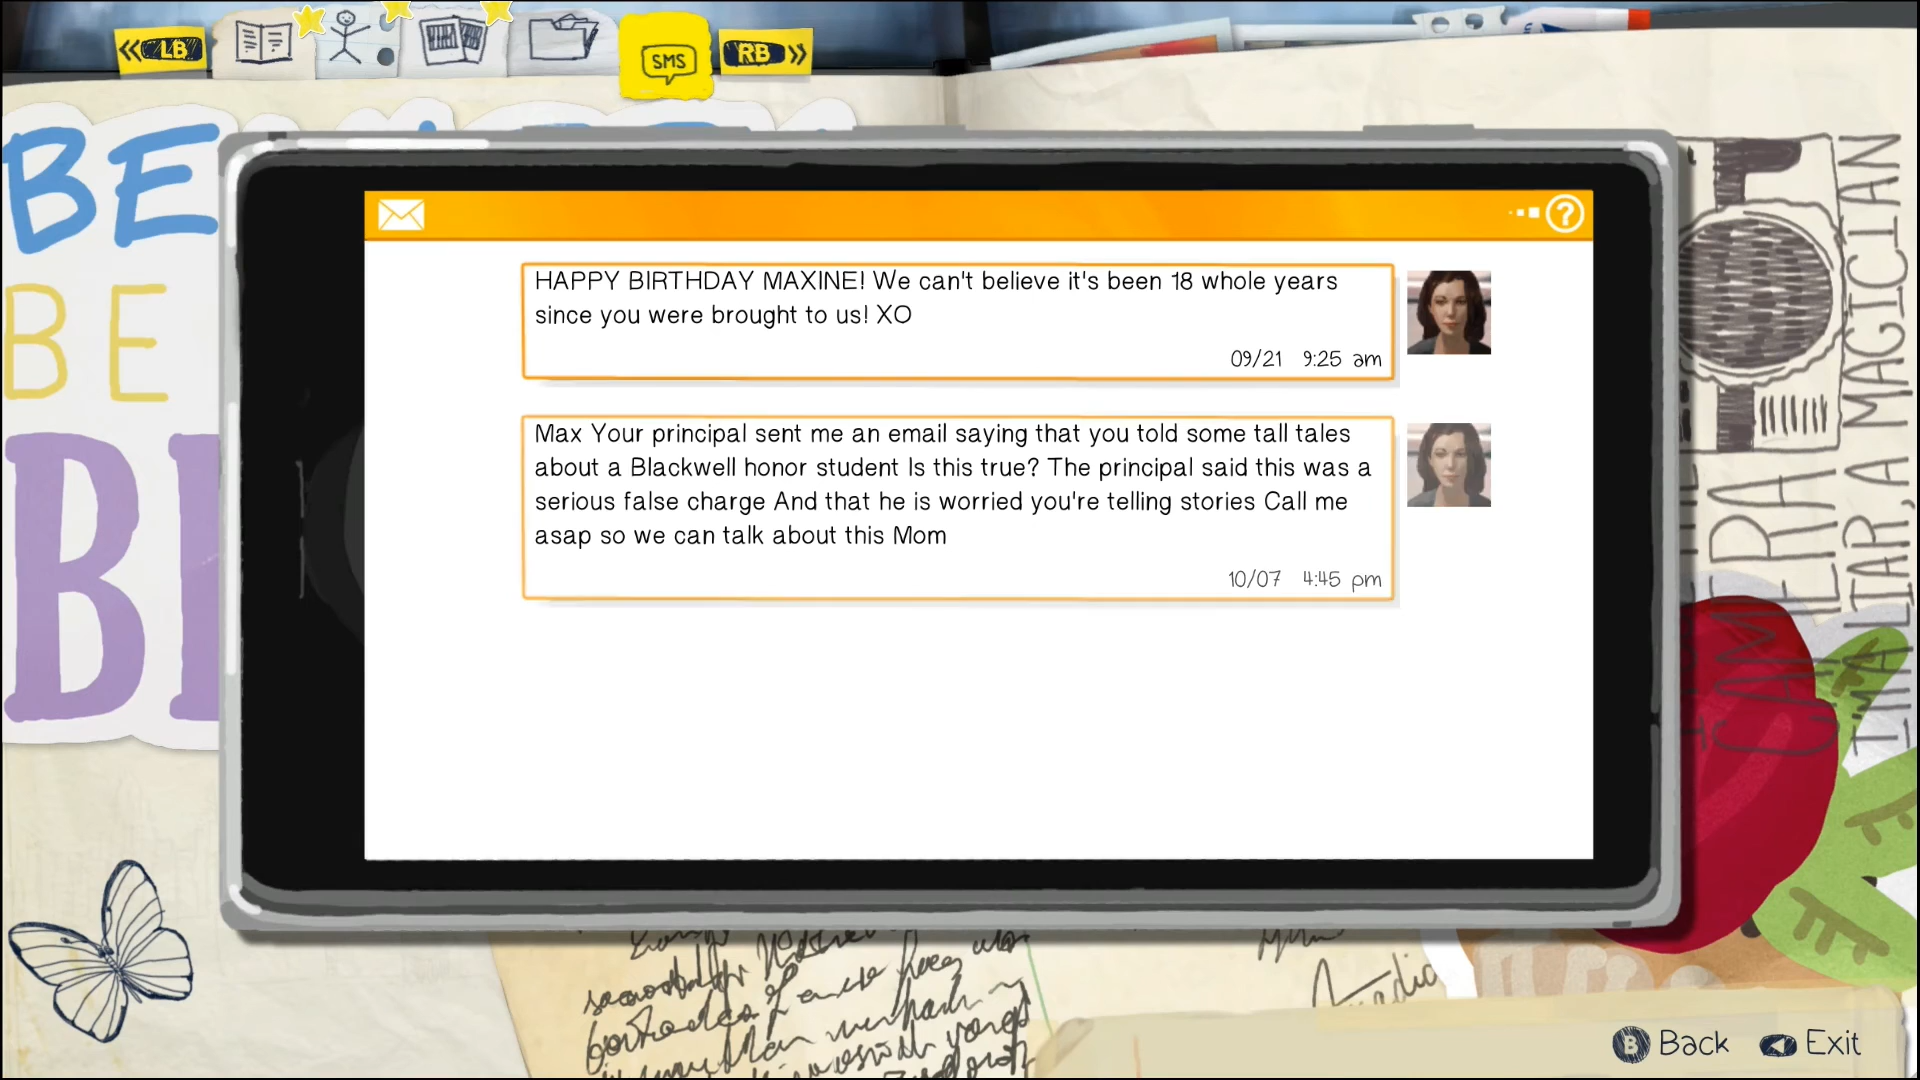 LB
SMS
RB
BE
BE
HAPPY BIRTHDAY MAXINE! We can't believe it's been 18 whole years
since you were brought to us! XO
09/21 9:25 am
Max Your principal sent me an email saying that you told some tall tales
about a Blackwell honor student Is this true? The principal said this was a
serious false charge And that he is worried you're telling stories Call me
asap so we can talk about this Mom
10/07 4:45 pm
CAMERA
I'M A LIAR, A MAGICIAN
B Back
Exit